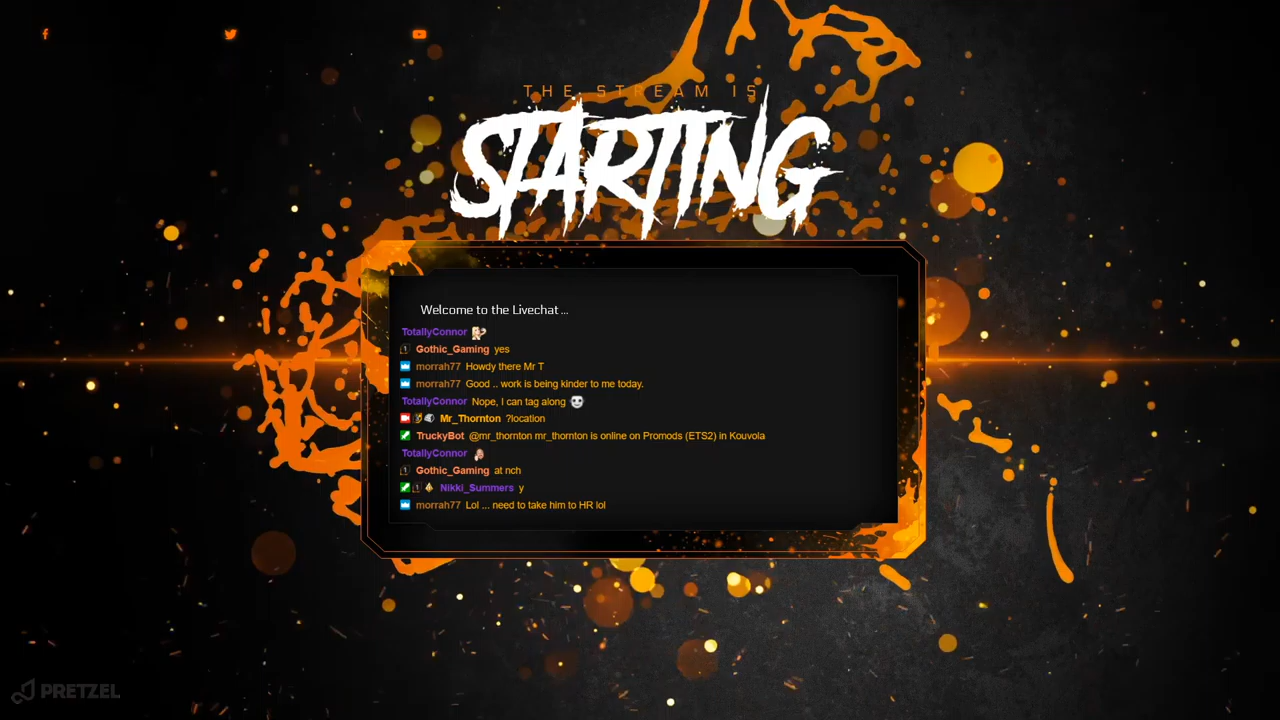 THE STREAM IS
STARTING
Welcome to the Livechat ...
TotallyConnor
Gothic_Gaming yes
morrah77 Howdy there Mr T
morrah77 Good .. work is being kinder to me today.
TotallyConnor Nope, I can tag along
Mr_Thornton ?location
TruckyBot @mr_thornton mr_thornton is online on Promods (ETS2) in Kouvola
TotallyConnor
Gothic_Gaming at nch
Nikki_Summers y
morrah77 Lol ... need to take him to HR lol
PRETZEL